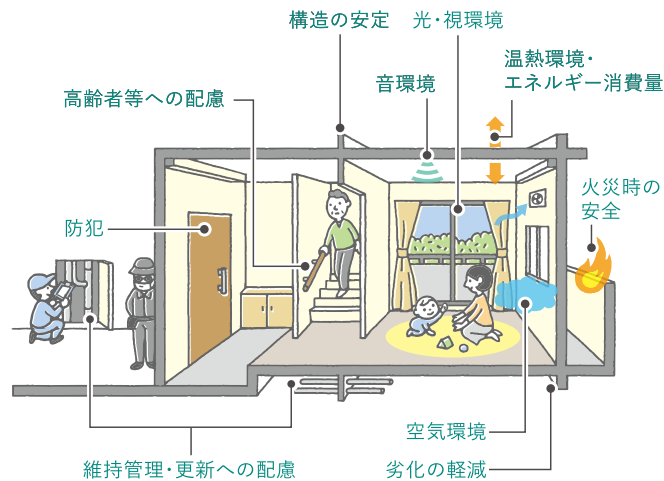 構造の安定
光・視環境
温熱環境・
エネルギー消費量
音環境
高齢者等への配慮
火災時の
安全
防犯
空気環境
維持管理・更新への配慮
劣化の軽減